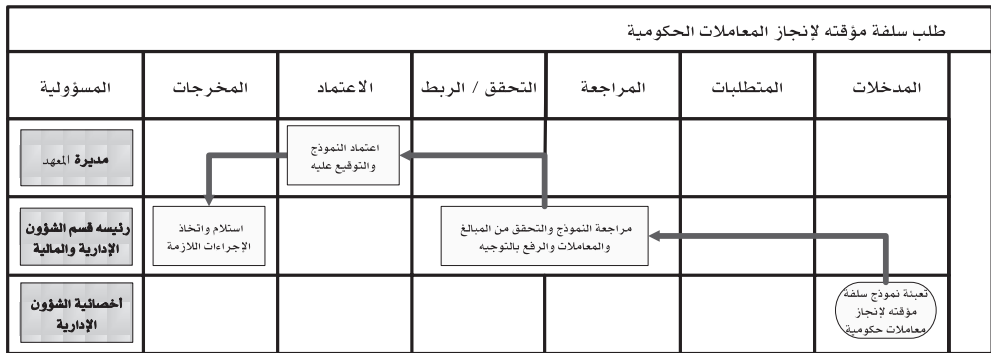 طلب سلفة مؤقته لإنجاز المعاملات الحكومية
المدخلات
المتطلبات
المراجعة
التحقق / الربط
الاعتماد
المخرجات
المسؤولية
اعتماد النموذج
والتوقيع عليه
مديرة المعهد
مراجعة النموذج والتحقق من المبالغ
والمعاملات والرفع بالتوجيه
استلام واتخاذ
الإجراءات اللازمة
رئيسه قسم الشؤون
الإدارية والمالية
تعبئة نموذج سلفة
مؤقته لإنجاز
معاملات حكومية
أخصائية الشؤون
الإدارية